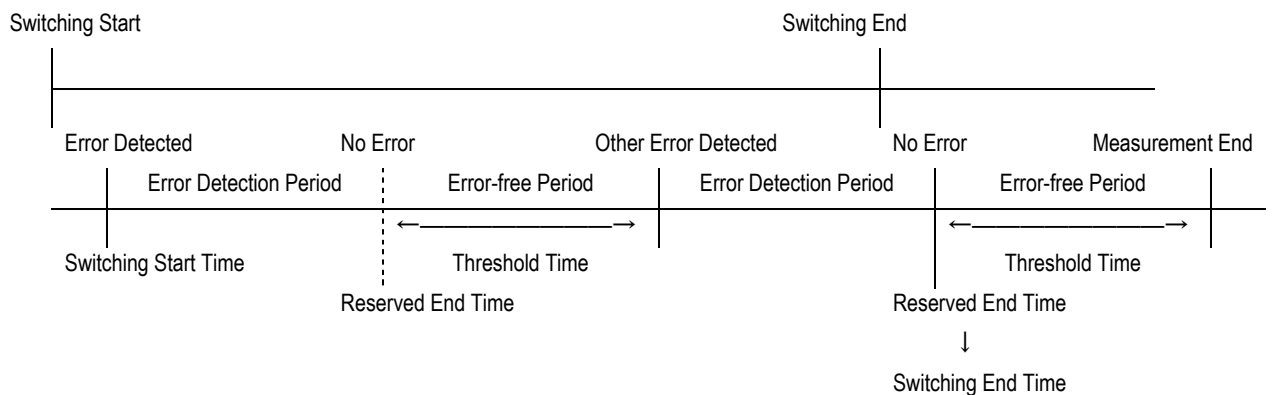 Switching Start
Switching End
Error Detected
No Error
Other Error Detected
No Error
Measurement End
Error Detection Period
Error-free Period
Error Detection Period
Error-free Period
Switching Start Time
Threshold Time
Threshold Time
Reserved End Time
Reserved End Time
Switching End Time